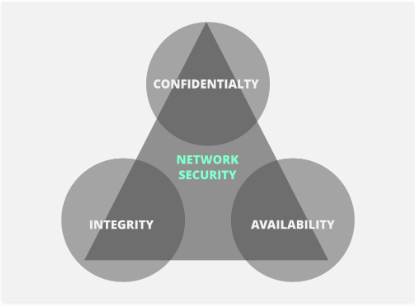 CONFIDENTIALTY
NETWORK
SECURITY
INTEGRITY
AVAILABILITY